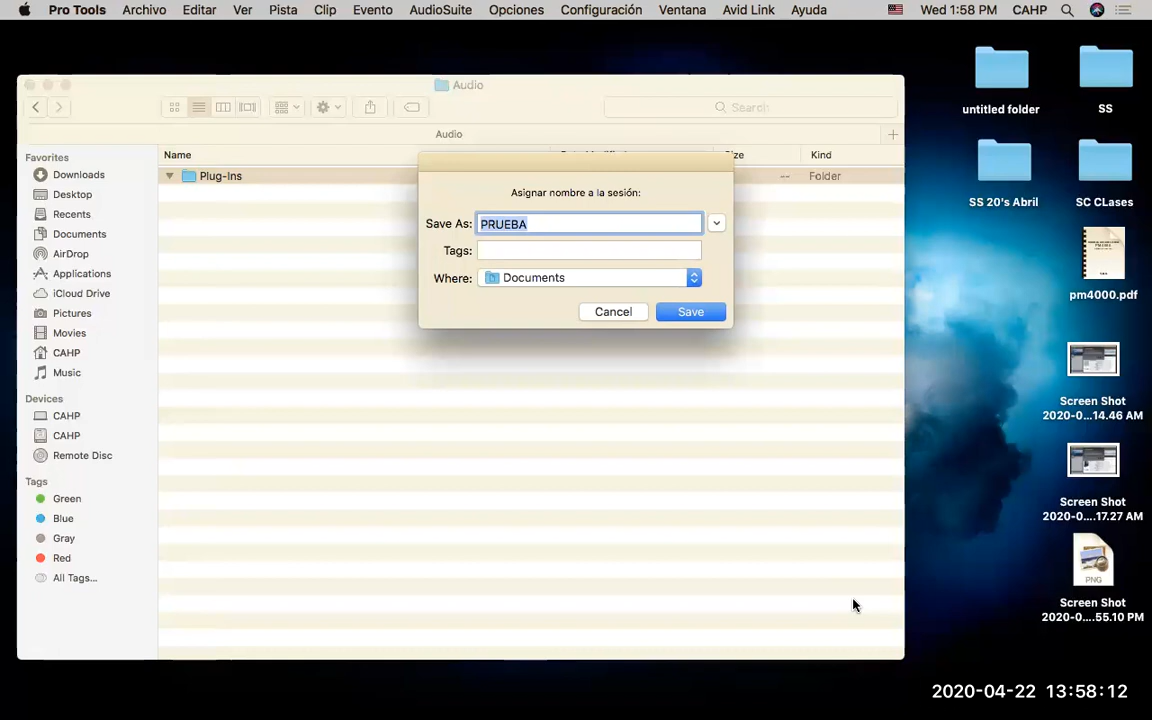 Pro Tools Archivo Editar Ver Pista Clip Evento AudioSuite Opciones Configuración Ventana Avid Link Ayuda Wed 1:58 PM CAHP
Audio
Search
Audio
Name Size Kind
Plug-Ins -- Folder
Favorites
Downloads
Desktop
Recents
Documents
AirDrop
Applications
iCloud Drive
Pictures
Movies
CAHP
Music
Devices
CAHP
CAHP
Remote Disc
Tags
Green
Blue
Gray
Red
All Tags...
Asignar nombre a la sesión:
Save As: PRUEBA
Tags:
Where: Documents
Cancel Save
untitled folder
SS
SS 20's Abril
SC CLases
pm4000.pdf
Screen Shot
2020-0...14.46 AM
Screen Shot
2020-0....17.27 AM
PNG
Screen Shot
2020-0....55.10 PM
2020-04-22 13:58:12